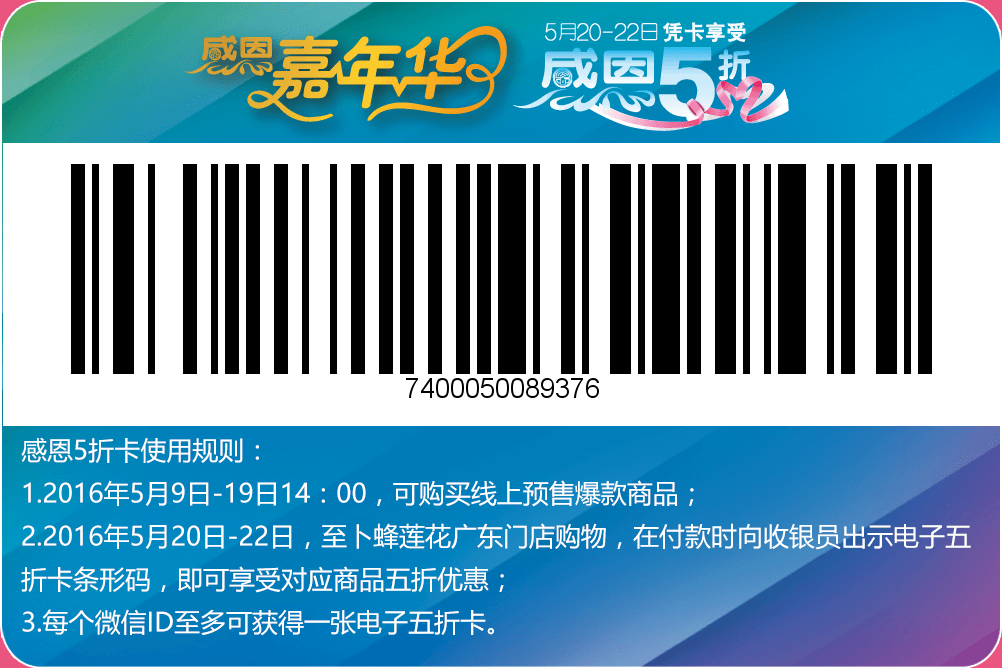 感恩嘉年华
5月20-22日 凭卡享受
感恩5折
7400050089376
感恩5折卡使用规则：
1.2016年5月9日-19日14：00，可购买线上预售爆款商品；
2.2016年5月20日-22日，至卜蜂莲花广东门店购物，在付款时向收银员出示电子五
折卡条形码，即可享受对应商品五折优惠；
3.每个微信ID至多可获得一张电子五折卡。